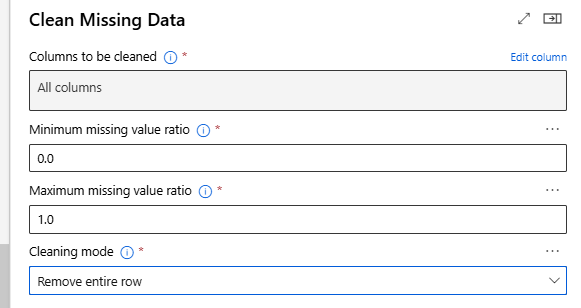 Clean Missing Data
Columns to be cleaned * Edit column
All columns
Minimum missing value ratio *
0.0
Maximum missing value ratio *
1.0
Cleaning mode *
Remove entire row